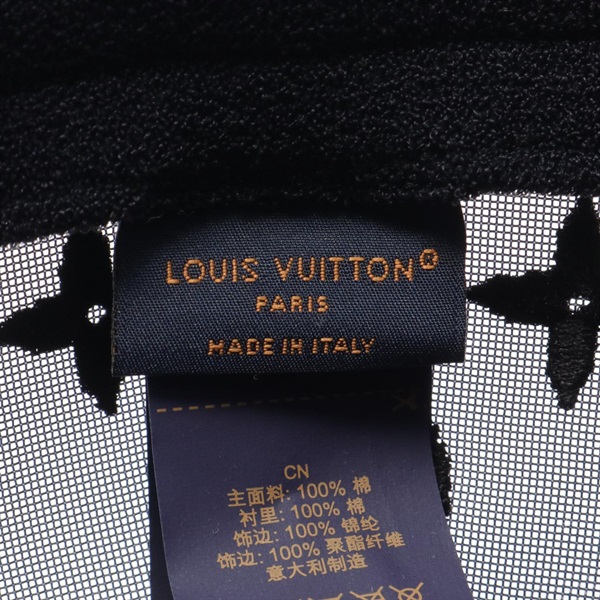 LOUIS VUITTON®
PARIS
MADE IN ITALY
CN
主面料: 100% 棉
衬里: 100% 棉
饰边: 100% 锦纶
饰边: 100% 聚酯纤维
意大利制造